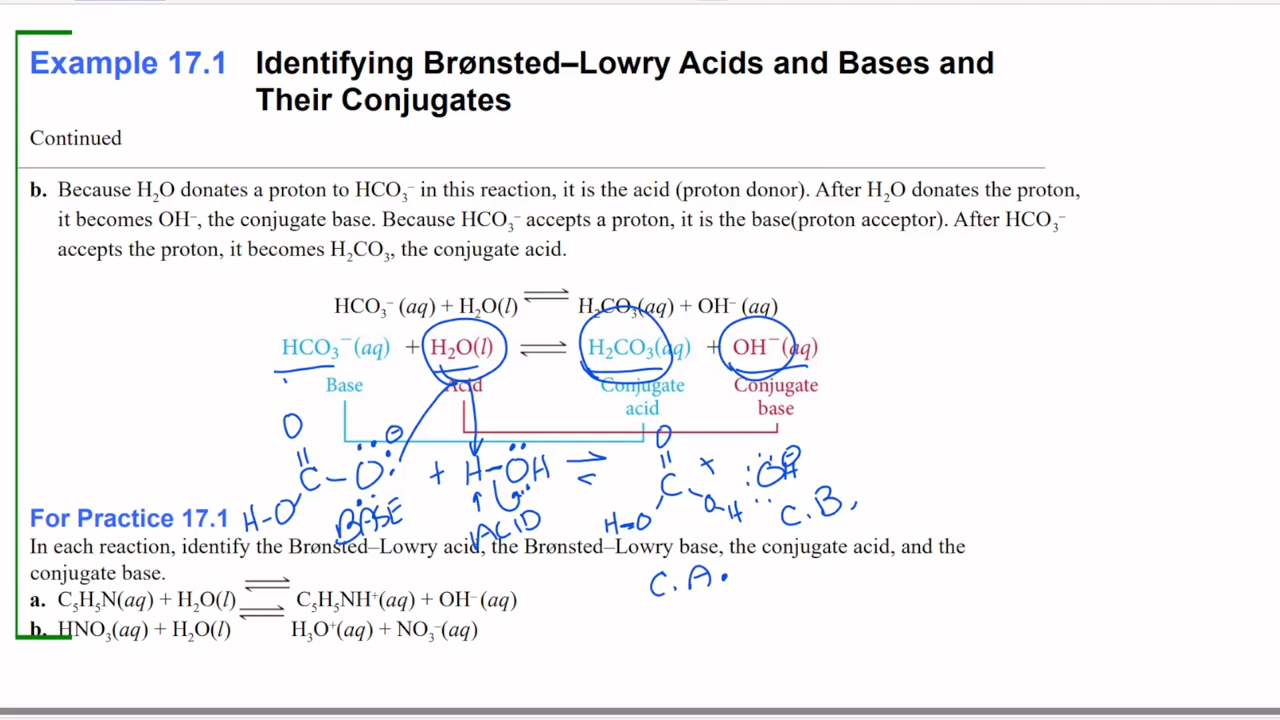 Example 17.1 Identifying Brønsted–Lowry Acids and Bases and
Their Conjugates
Continued
b. Because H₂O donates a proton to HCO₃⁻ in this reaction, it is the acid (proton donor). After H₂O donates the proton,
it becomes OH⁻, the conjugate base. Because HCO₃⁻ accepts a proton, it is the base(proton acceptor). After HCO₃⁻
accepts the proton, it becomes H₂CO₃, the conjugate acid.
HCO₃⁻ (aq) + H₂O(l) ⇌ H₂CO₃(aq) + OH⁻ (aq)
HCO₃⁻(aq) + H₂O(l) ⇌ H₂CO₃(aq) + OH⁻(aq)
Base Acid Conjugate acid Conjugate base
O ⊖ O ⊖
|| ||
C–O: + H–ÖH ⇌ C + :ÖH
H–O H–O O–H
BASE ACID C.B.
C.A.
For Practice 17.1
In each reaction, identify the Brønsted–Lowry acid, the Brønsted–Lowry base, the conjugate acid, and the
conjugate base.
a. C₅H₅N(aq) + H₂O(l) ⇌ C₅H₅NH⁺(aq) + OH⁻(aq)
b. HNO₃(aq) + H₂O(l) ⇌ H₃O⁺(aq) + NO₃⁻(aq)